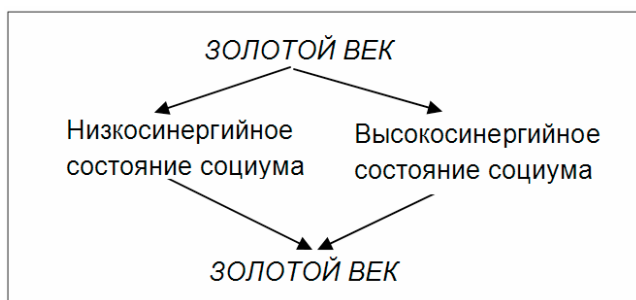 ЗОЛОТОЙ ВЕК
Низкосинергийное
состояние социума
Высокосинергийное
состояние социума
ЗОЛОТОЙ ВЕК